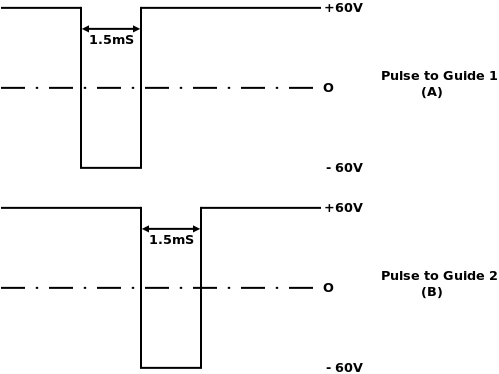 +60V
1.5mS
O
Pulse to Guide 1
(A)
- 60V
+60V
1.5mS
O
Pulse to Guide 2
(B)
- 60V